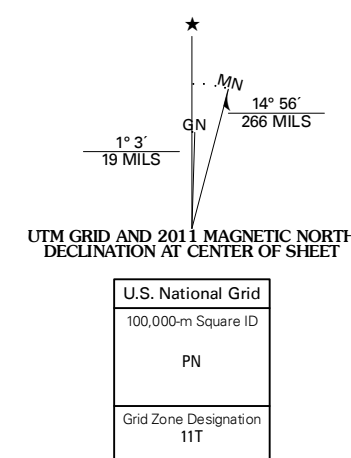 ★
MN
GN
14° 56´
266 MILS
1° 3´
19 MILS
UTM GRID AND 2011 MAGNETIC NORTH
DECLINATION AT CENTER OF SHEET
U.S. National Grid
100,000-m Square ID
PN
Grid Zone Designation
11T